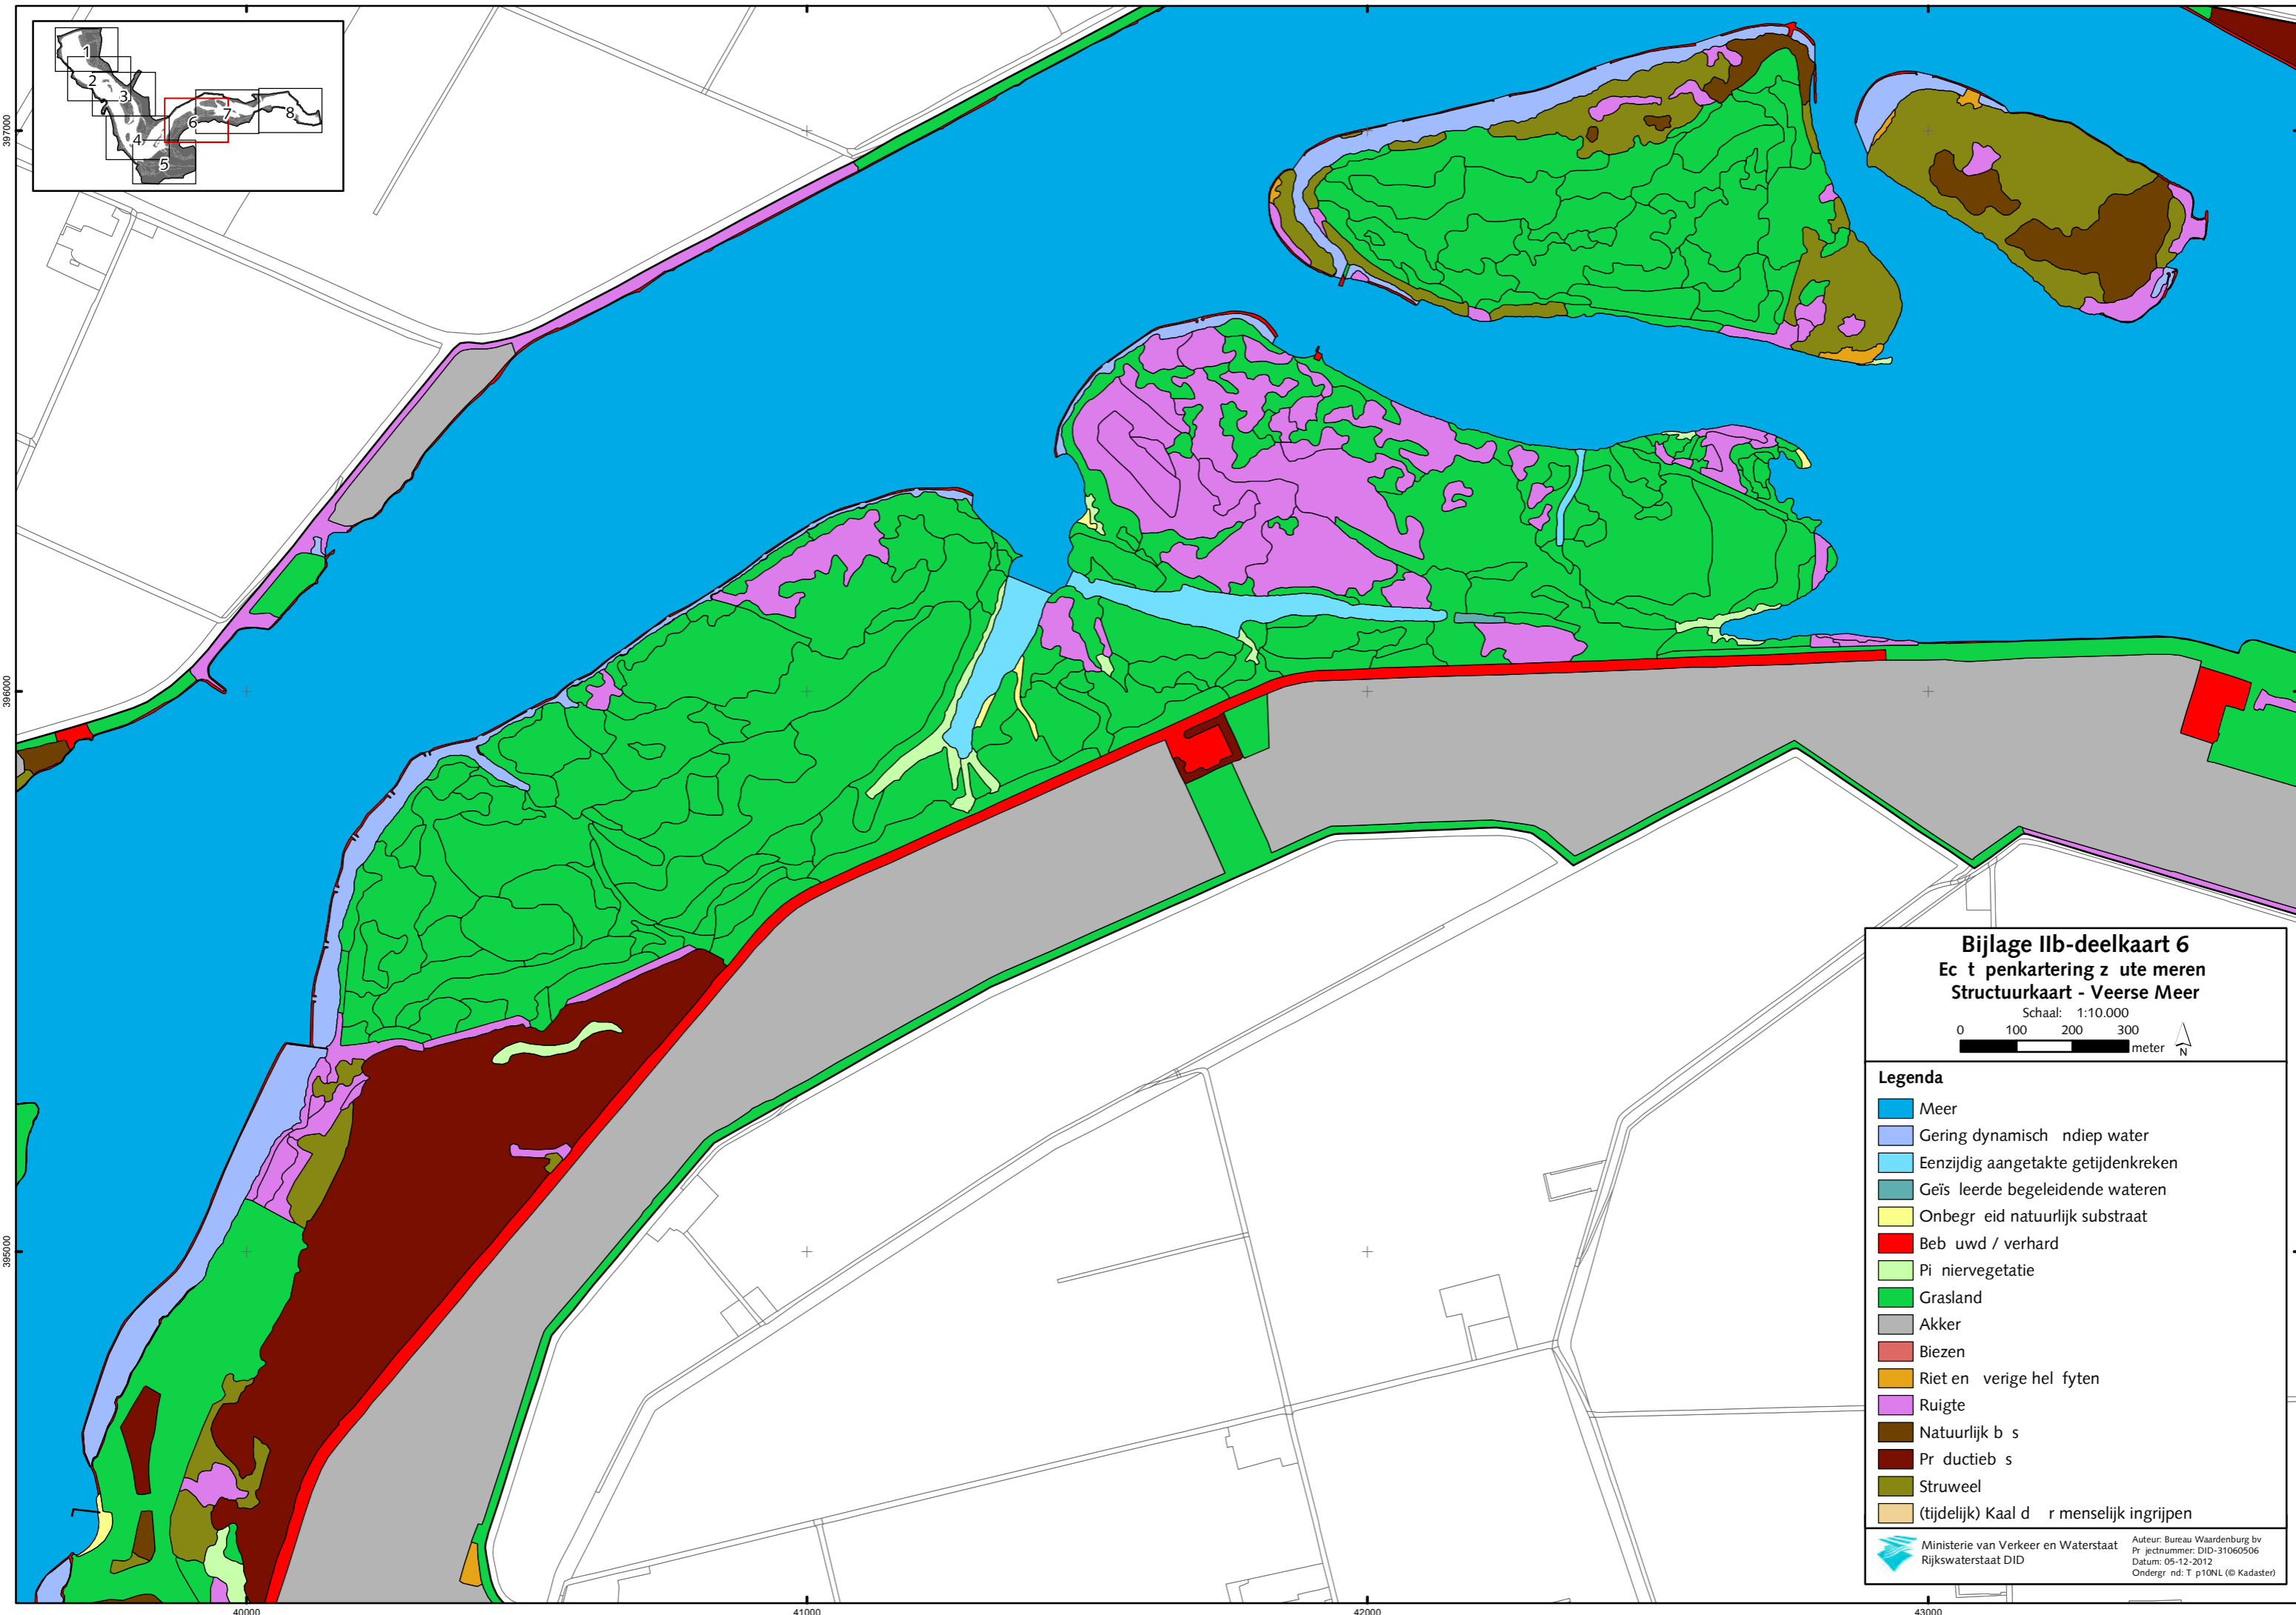 1
2
3
4
5
6
7
8
397000
396000
395000
40000
41000
42000
43000
Bijlage IIb-deelkaart 6
Ec t penkartering z ute meren
Structuurkaart - Veerse Meer
Schaal: 1:10.000
0 100 200 300
meter
N
Legenda
Meer
Gering dynamisch ndiep water
Eenzijdig aangetakte getijdenkreken
Geïs leerde begeleidende wateren
Onbegr eid natuurlijk substraat
Beb uwd / verhard
Pi niervegetatie
Grasland
Akker
Biezen
Riet en verige hel fyten
Ruigte
Natuurlijk b s
Pr ductieb s
Struweel
(tijdelijk) Kaal d r menselijk ingrijpen
Ministerie van Verkeer en Waterstaat
Rijkswaterstaat DID
Auteur: Bureau Waardenburg bv
Pr jectnummer: DID-31060506
Datum: 05-12-2012
Ondergr nd: T p10NL (© Kadaster)